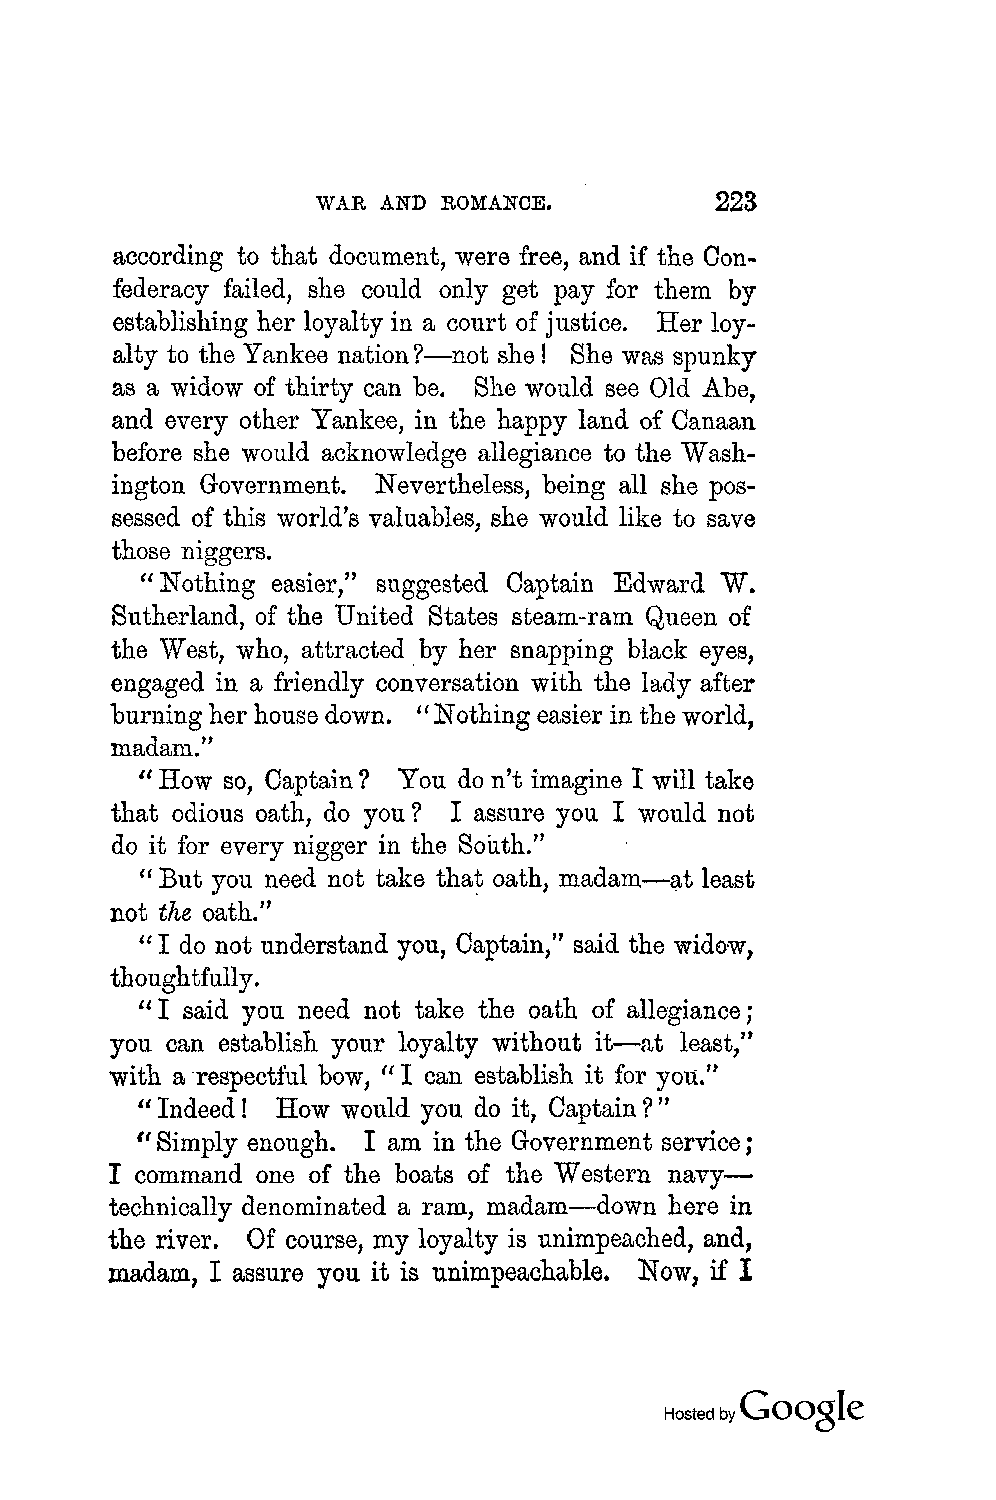 WAR AND ROMANCE. 223
according to that document, were free, and if the Con-
federacy failed, she could only get pay for them by
establishing her loyalty in a court of justice. Her loy-
alty to the Yankee nation?—not she! She was spunky
as a widow of thirty can be. She would see Old Abe,
and every other Yankee, in the happy land of Canaan
before she would acknowledge allegiance to the Wash-
ington Government. Nevertheless, being all she pos-
sessed of this world's valuables, she would like to save
those niggers.
"Nothing easier," suggested Captain Edward W.
Sutherland, of the United States steam-ram Queen of
the West, who, attracted by her snapping black eyes,
engaged in a friendly conversation with the lady after
burning her house down. "Nothing easier in the world,
madam."
"How so, Captain? You do n't imagine I will take
that odious oath, do you? I assure you I would not
do it for every nigger in the South."
"But you need not take that oath, madam—at least
not the oath."
"I do not understand you, Captain," said the widow,
thoughtfully.
"I said you need not take the oath of allegiance;
you can establish your loyalty without it—at least,"
with a respectful bow, "I can establish it for you."
"Indeed! How would you do it, Captain?"
"Simply enough. I am in the Government service;
I command one of the boats of the Western navy—
technically denominated a ram, madam—down here in
the river. Of course, my loyalty is unimpeached, and,
madam, I assure you it is unimpeachable. Now, if I
Hosted by Google